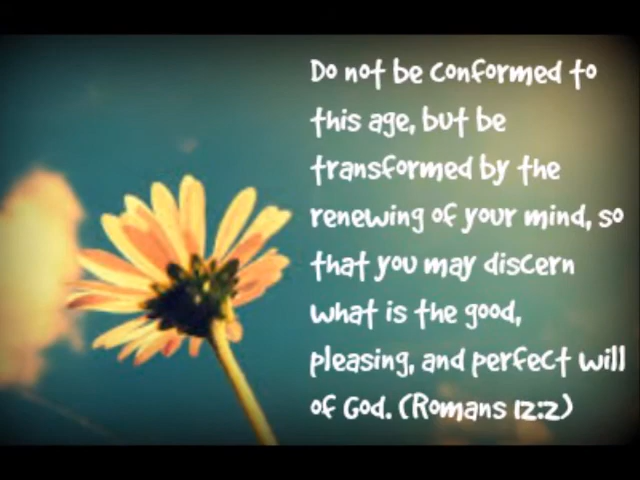 Do not be conformed to
this age, but be
transformed by the
renewing of your mind, so
that you may discern
what is the good,
pleasing, and perfect will
of God. (Romans 12:2)